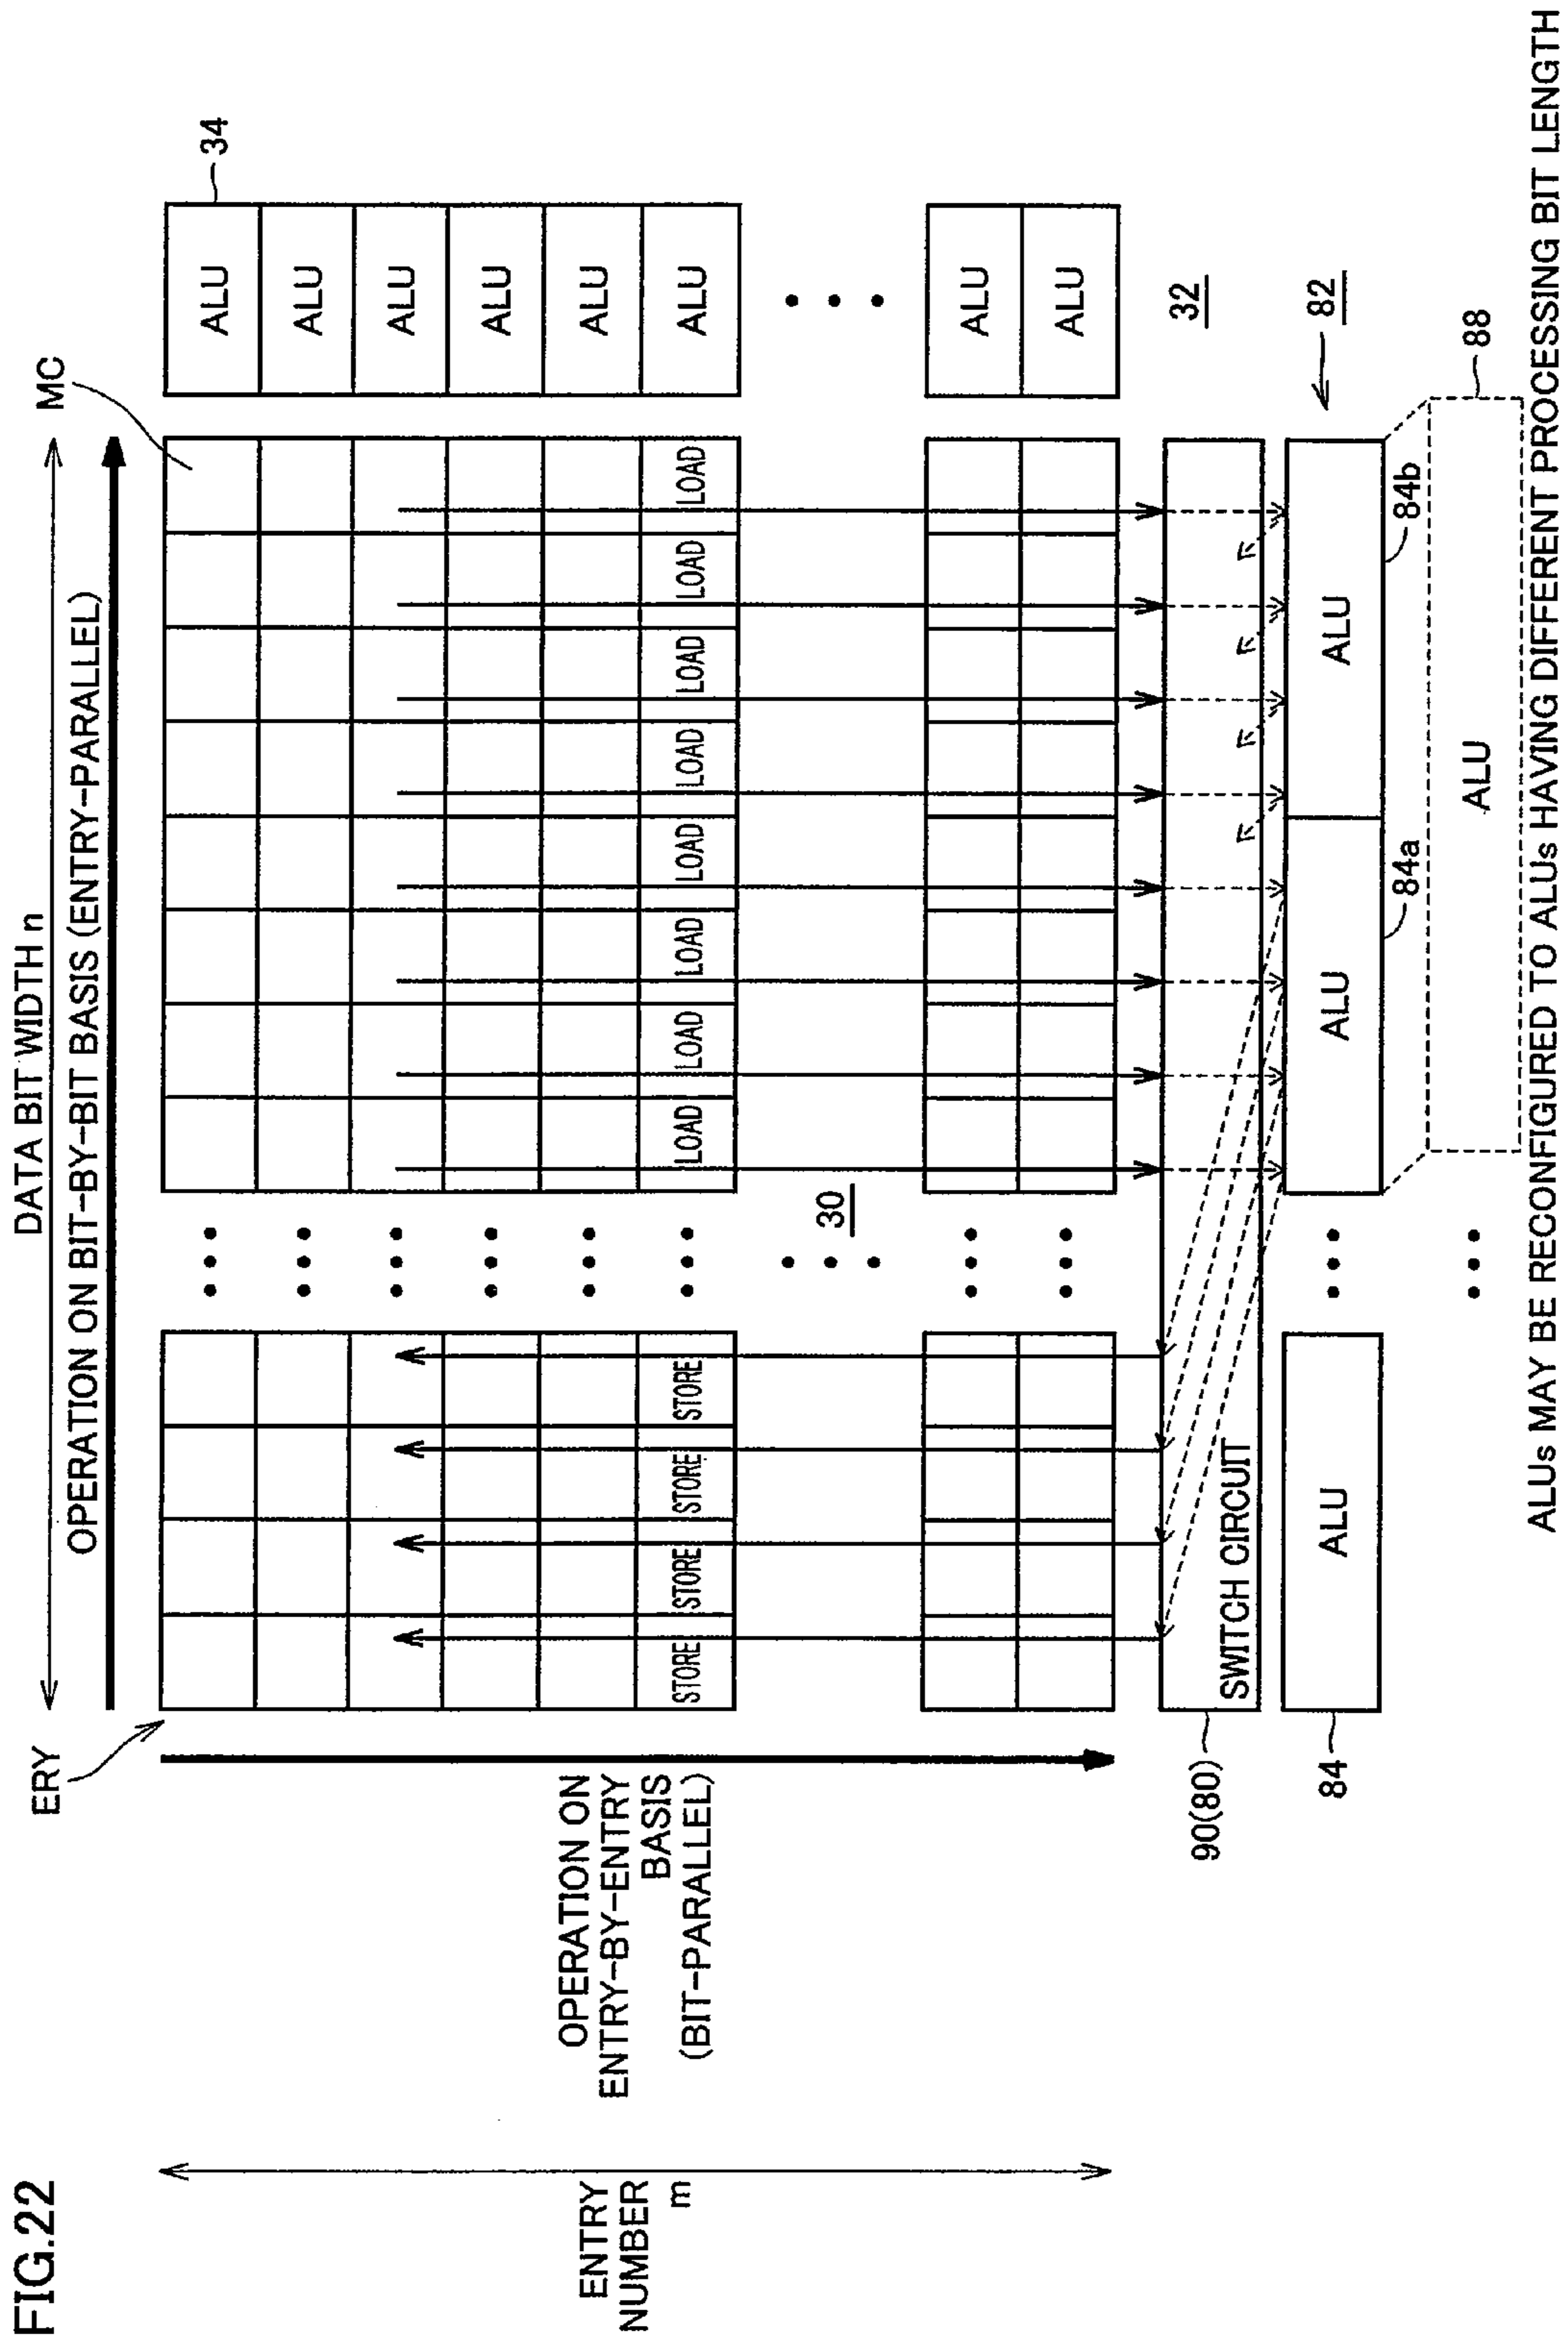 FIG.22
DATA BIT WIDTH n
OPERATION ON BIT-BY-BIT BASIS (ENTRY-PARALLEL)
ERY
MC
34
ENTRY
NUMBER
m
OPERATION ON
ENTRY-BY-ENTRY
BASIS
(BIT-PARALLEL)
ALU
ALU
ALU
ALU
ALU
STORE
STORE
STORE
STORE
LOAD
LOAD
LOAD
LOAD
LOAD
LOAD
LOAD
LOAD
ALU
30
ALU
ALU
90(80)
SWITCH CIRCUIT
32
84
ALU
ALU
ALU
82
84a
84b
ALU
88
ALUs MAY BE RECONFIGURED TO ALUs HAVING DIFFERENT PROCESSING BIT LENGTH